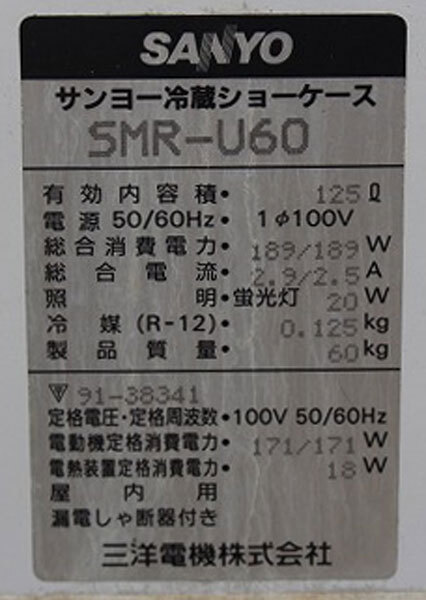 SANYO
サンヨー冷蔵ショーケース
SMR-U60
有効内容積・ 125ℓ
電源 50/60Hz・ 1φ100V
総合消費電力・ 189/189 W
総合電流・ 2.9/2.5 A
照明・蛍光灯 20 W
冷媒(R-12)・ 0.125 kg
製品質量・ 60 kg
91-38341
定格電圧・定格周波数・100V 50/60Hz
電動機定格消費電力・ 171/171 W
電熱装置定格消費電力・ 18 W
屋内用
漏電しゃ断器付き
三洋電機株式会社